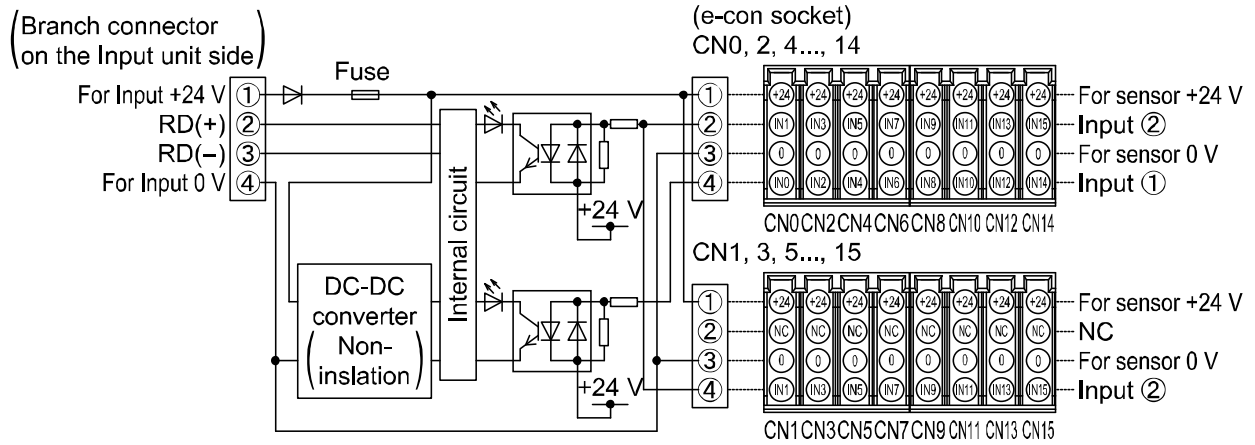 (Branch connector
on the Input unit side)
For Input +24 V ①
RD(+) ②
RD(−) ③
For Input 0 V ④
Fuse
Internal circuit
DC-DC
converter
(Non-
inslation)
+24 V
+24 V
(e-con socket)
CN0, 2, 4..., 14
① +24 +24 +24 +24 +24 +24 +24 +24 For sensor +24 V
② IN1 IN3 IN5 IN7 IN9 IN11 IN13 IN15 Input ②
③ 0 0 0 0 0 0 0 0 For sensor 0 V
④ IN0 IN2 IN4 IN6 IN8 IN10 IN12 IN14 Input ①
CN0 CN2 CN4 CN6 CN8 CN10 CN12 CN14
CN1, 3, 5..., 15
① +24 +24 +24 +24 +24 +24 +24 +24 For sensor +24 V
② NC NC NC NC NC NC NC NC NC
③ 0 0 0 0 0 0 0 0 For sensor 0 V
④ IN1 IN3 IN5 IN7 IN9 IN11 IN13 IN15 Input ②
CN1 CN3 CN5 CN7 CN9 CN11 CN13 CN15